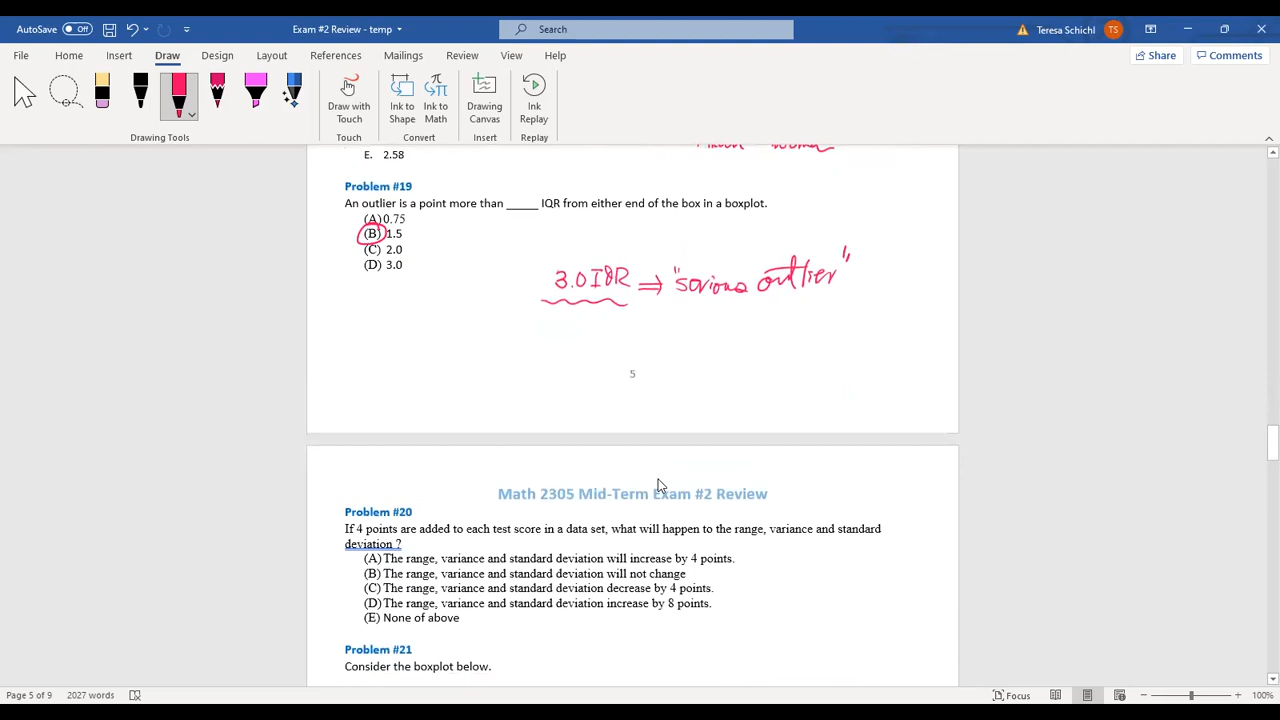 AutoSave Off
Exam #2 Review - temp
Search
Teresa Schichl
TS
File Home Insert Draw Design Layout References Mailings Review View Help
Share
Comments
Draw with Touch
Ink to Shape
Ink to Math
Drawing Canvas
Ink Replay
Drawing Tools
Touch
Convert
Insert
Replay
E. 2.58
Problem #19
An outlier is a point more than _____ IQR from either end of the box in a boxplot.
(A) 0.75
(B) 1.5
(C) 2.0
(D) 3.0
3.0 IQR ⇒ "serious outlier"
5
Math 2305 Mid-Term Exam #2 Review
Problem #20
If 4 points are added to each test score in a data set, what will happen to the range, variance and standard
deviation ?
(A) The range, variance and standard deviation will increase by 4 points.
(B) The range, variance and standard deviation will not change
(C) The range, variance and standard deviation decrease by 4 points.
(D) The range, variance and standard deviation increase by 8 points.
(E) None of above
Problem #21
Consider the boxplot below.
Page 5 of 9 2027 words
Focus
100%